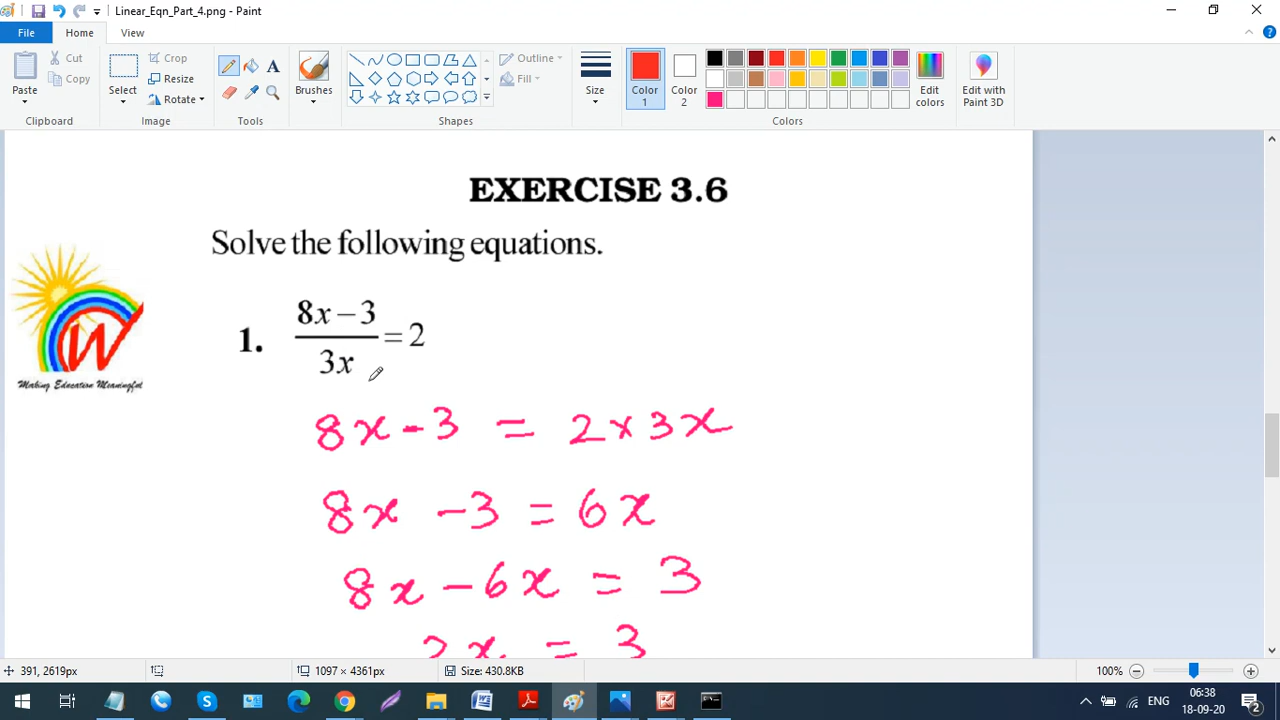 Linear_Eqn_Part_4.png - Paint
File Home View
Paste Cut Copy Select Crop Resize Rotate Brushes Outline Fill Size Color 1 Color 2 Edit colors Edit with Paint 3D
Clipboard Image Tools Shapes Colors
EXERCISE 3.6
Solve the following equations.
1. (8x – 3)/(3x) = 2
Making Education Meaningful
8x - 3 = 2 × 3x
8x - 3 = 6x
8x - 6x = 3
2x = 3
391, 2619px 1097 × 4361px Size: 430.8KB 100%
ENG 06:38 18-09-20 2